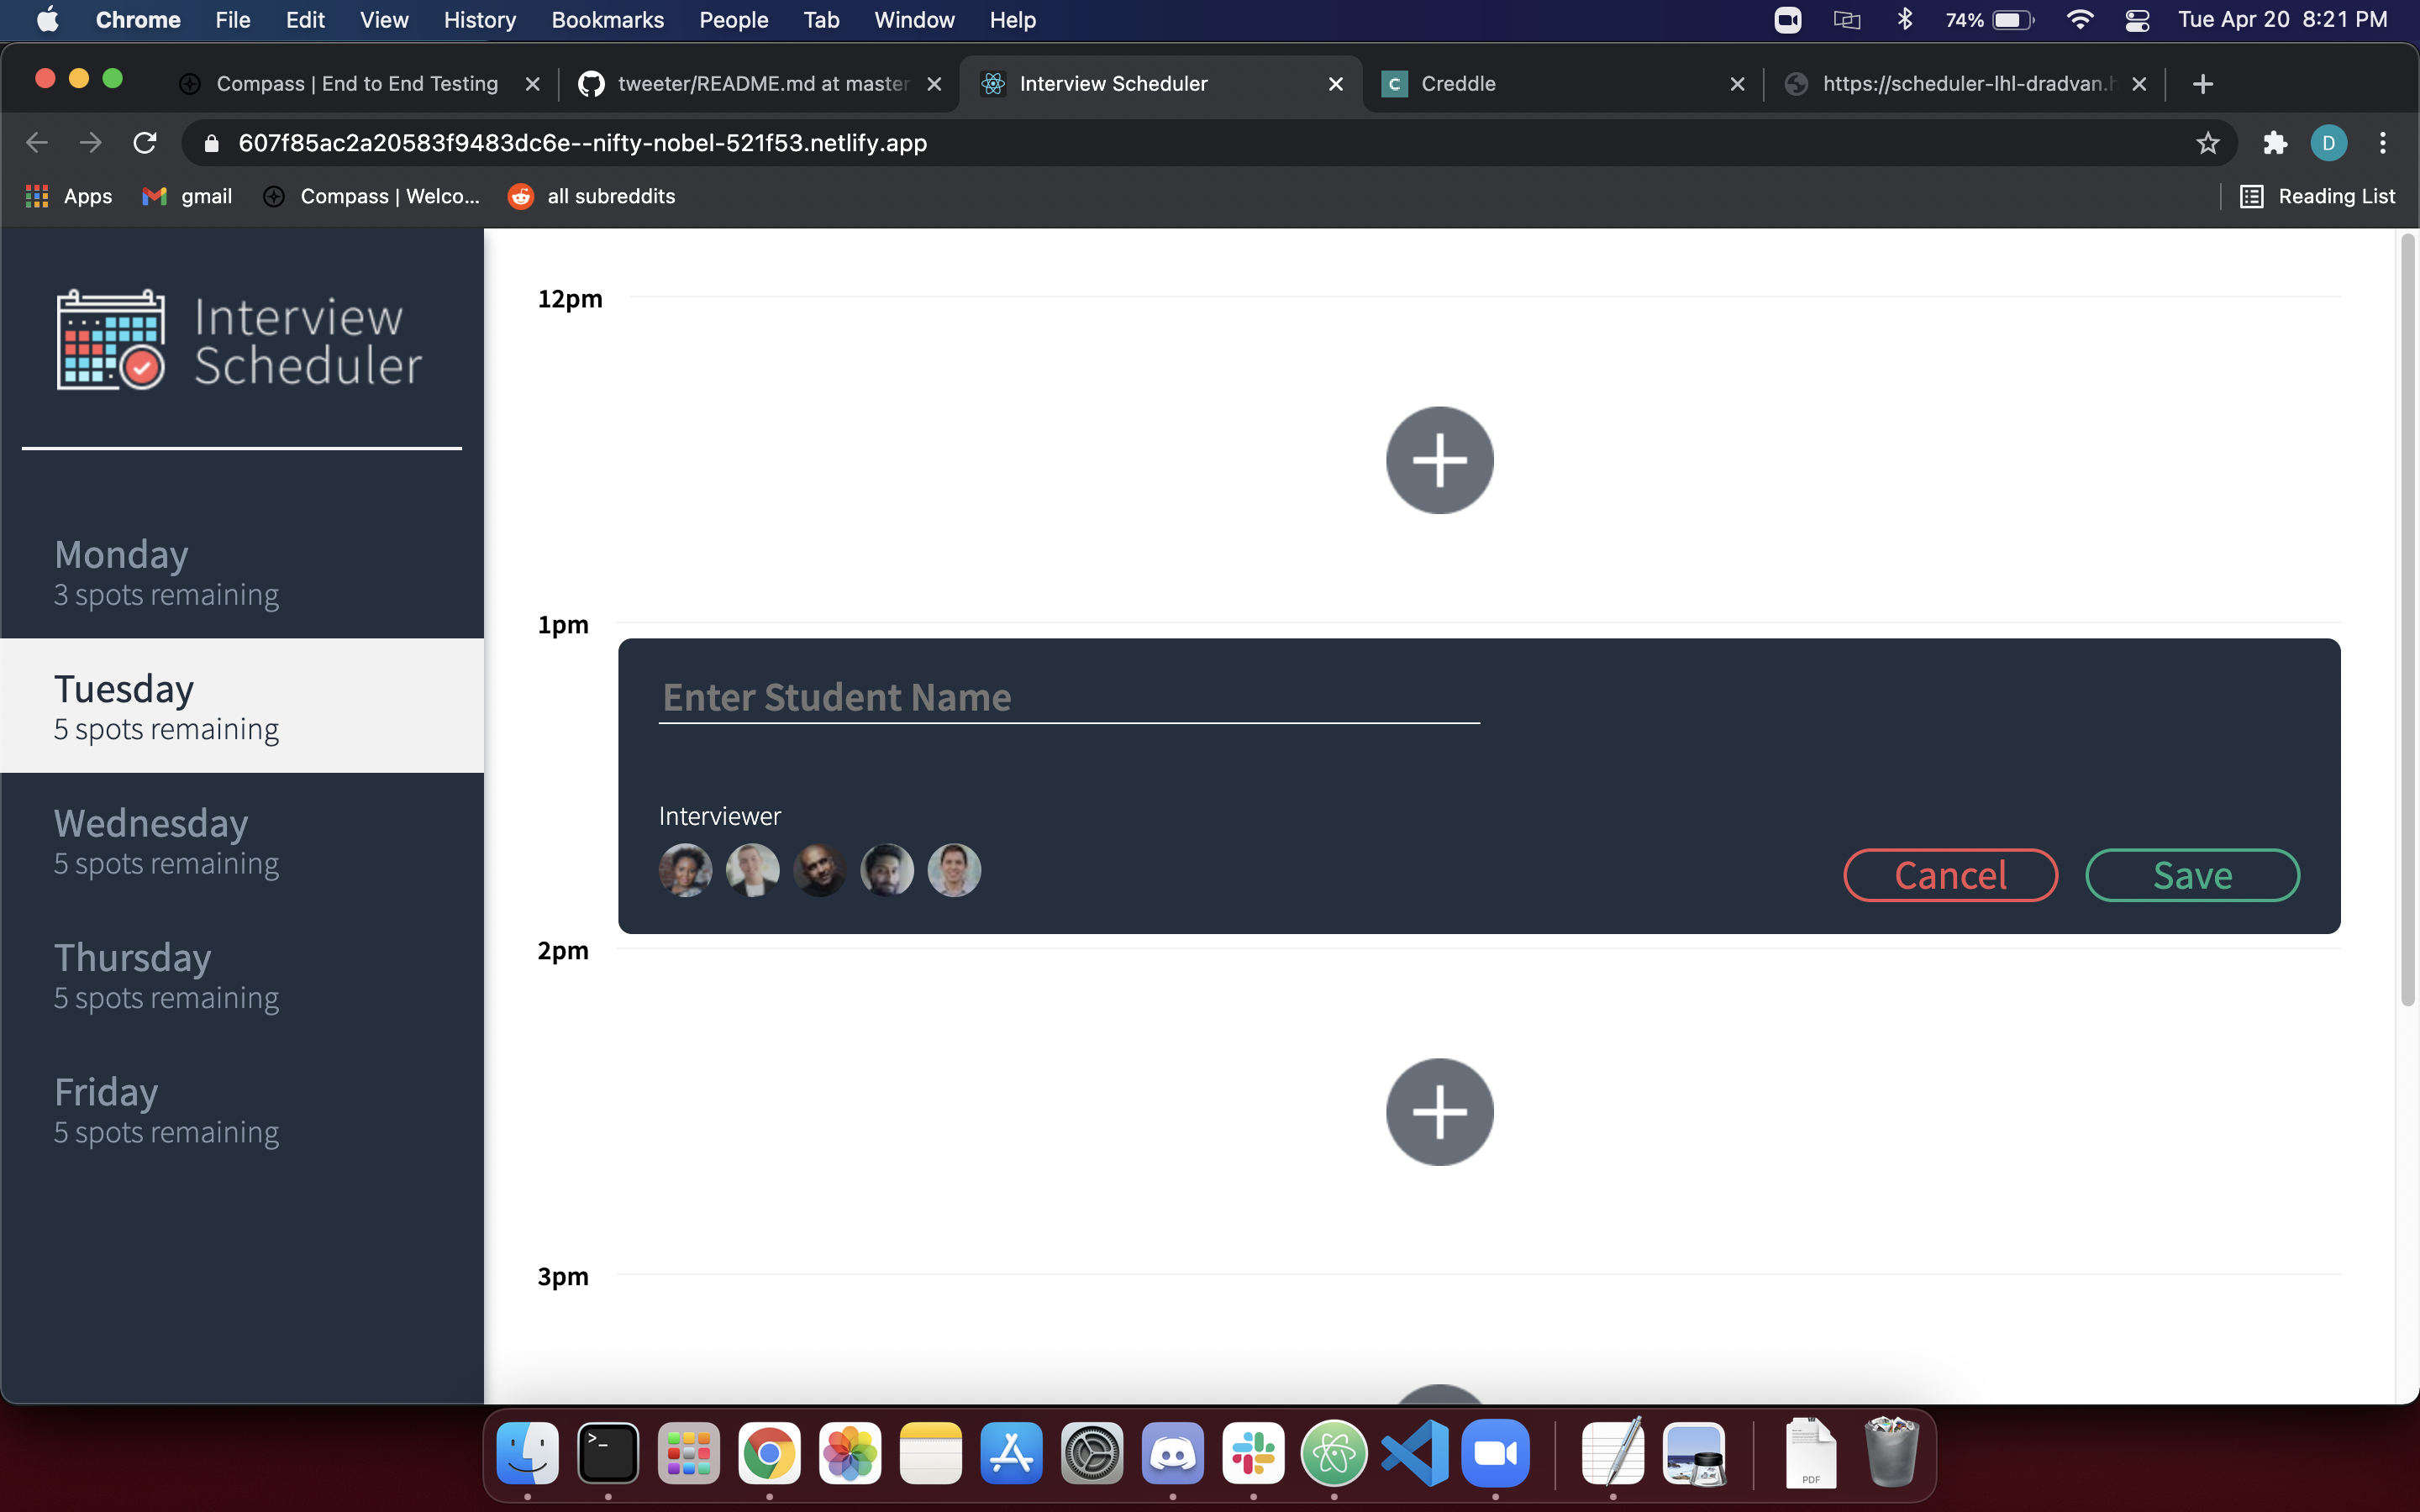 Chrome File Edit View History Bookmarks People Tab Window Help 74% Tue Apr 20 8:21 PM
Compass | End to End Testing tweeter/README.md at master Interview Scheduler C Creddle https://scheduler-lhl-dradvan.h
607f85ac2a20583f9483dc6e--nifty-nobel-521f53.netlify.app D
Apps gmail Compass | Welco... all subreddits Reading List
Interview
Scheduler
Monday
3 spots remaining
Tuesday
5 spots remaining
Wednesday
5 spots remaining
Thursday
5 spots remaining
Friday
5 spots remaining
12pm
1pm
Enter Student Name
Interviewer
Cancel Save
2pm
3pm
PDF